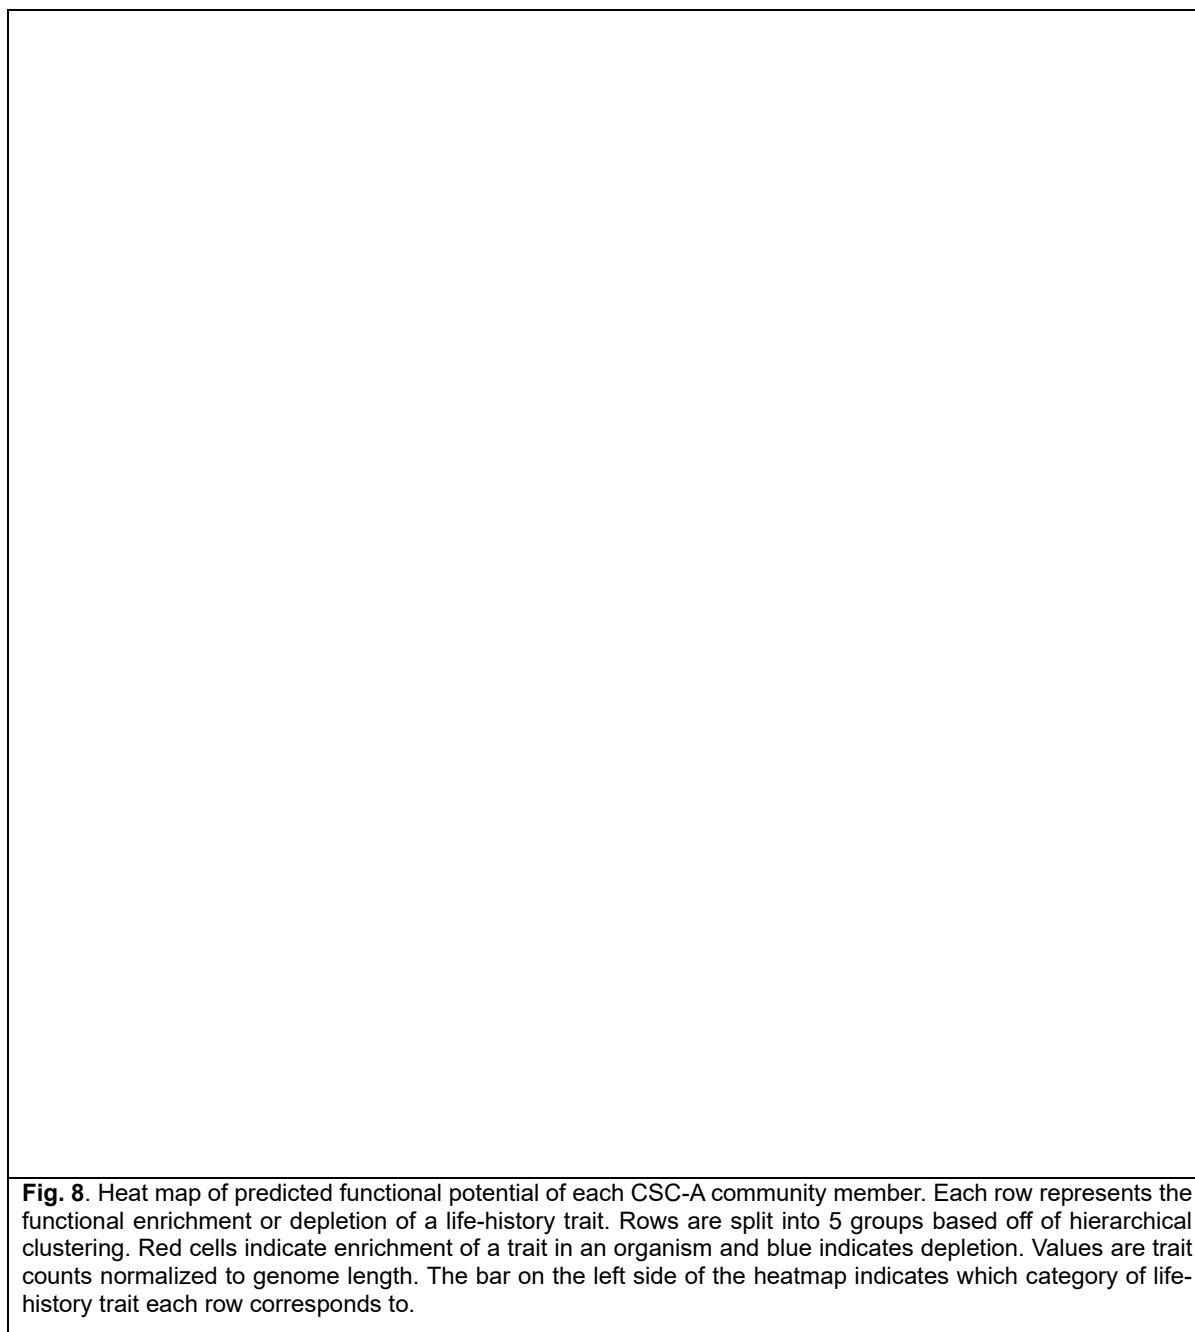 Fig. 8. Heat map of predicted functional potential of each CSC-A community member. Each row represents the
functional enrichment or depletion of a life-history trait. Rows are split into 5 groups based off of hierarchical
clustering. Red cells indicate enrichment of a trait in an organism and blue indicates depletion. Values are trait
counts normalized to genome length. The bar on the left side of the heatmap indicates which category of life-
history trait each row corresponds to.